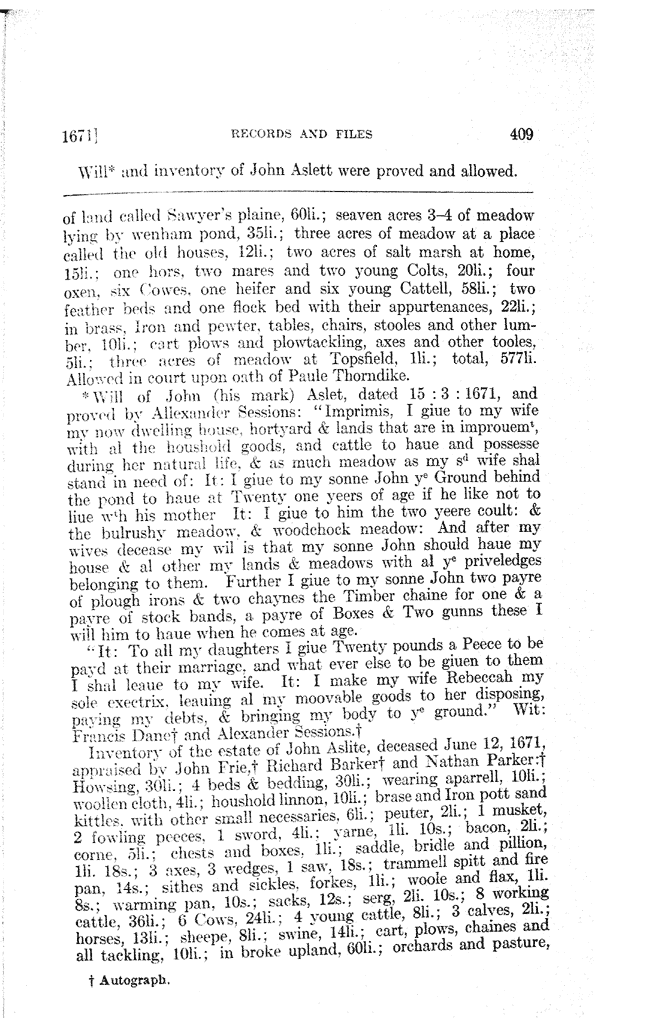 1671]
RECORDS AND FILES
409
Will* and inventory of John Aslett were proved and allowed.
of land called Sawyer's plaine, 60li.; seaven acres 3–4 of meadow
lying by wenham pond, 35li.; three acres of meadow at a place
called the old houses, 12li.; two acres of salt marsh at home,
15li.; one hors, two mares and two young Colts, 20li.; four
oxen, six Cowes, one heifer and six young Cattell, 58li.; two
feather beds and one flock bed with their appurtenances, 22li.;
in brass, Iron and pewter, tables, chairs, stooles and other lum-
ber, 10li.; cart plows and plowtackling, axes and other tooles,
5li.; three acres of meadow at Topsfield, 1li.; total, 577li.
Allowed in court upon oath of Paule Thorndike.
*Will of John (his mark) Aslet, dated 15 : 3 : 1671, and
proved by Allexander Sessions: "Imprimis, I giue to my wife
my now dwelling house, hortyard & lands that are in improuemᵗ,
with al the houshold goods, and cattle to haue and possesse
during her natural life, & as much meadow as my sᵈ wife shal
stand in need of: It: I giue to my sonne John yᵉ Ground behind
the pond to haue at Twenty one yeers of age if he like not to
liue wᵗh his mother It: I giue to him the two yeere coult: &
the bulrushy meadow, & woodchock meadow: And after my
wives decease my wil is that my sonne John should haue my
house & al other my lands & meadows with al yᵉ priveledges
belonging to them. Further I giue to my sonne John two payre
of plough irons & two chaynes the Timber chaine for one & a
payre of stock bands, a payre of Boxes & Two gunns these I
will him to haue when he comes at age.
"It: To all my daughters I giue Twenty pounds a Peece to be
payd at their marriage, and what ever else to be giuen to them
I shal leaue to my wife. It: I make my wife Rebeccah my
sole exectrix, leauing al my moovable goods to her disposing,
paying my debts, & bringing my body to yᵉ ground." Wit:
Francis Dane† and Alexander Sessions.†
Inventory of the estate of John Aslite, deceased June 12, 1671,
appraised by John Frie,† Richard Barker† and Nathan Parker:†
Howsing, 30li.; 4 beds & bedding, 30li.; wearing aparrell, 10li.;
woollen cloth, 4li.; houshold linnon, 10li.; brase and Iron pott sand
kittles, with other small necessaries, 6li.; peuter, 2li.; 1 musket,
2 fowling peeces, 1 sword, 4li.; yarne, 1li. 10s.; bacon, 2li.;
corne, 5li.; chests and boxes, 1li.; saddle, bridle and pillion,
1li. 18s.; 3 axes, 3 wedges, 1 saw, 18s.; trammell spitt and fire
pan, 14s.; sithes and sickles, forkes, 1li.; woole and flax, 1li.
8s.; warming pan, 10s.; sacks, 12s.; serg, 2li. 10s.; 8 working
cattle, 36li.; 6 Cows, 24li.; 4 young cattle, 8li.; 3 calves, 2li.;
horses, 13li.; sheepe, 8li.; swine, 14li.; cart, plows, chaines and
all tackling, 10li.; in broke upland, 60li.; orchards and pasture,
† Autograph.